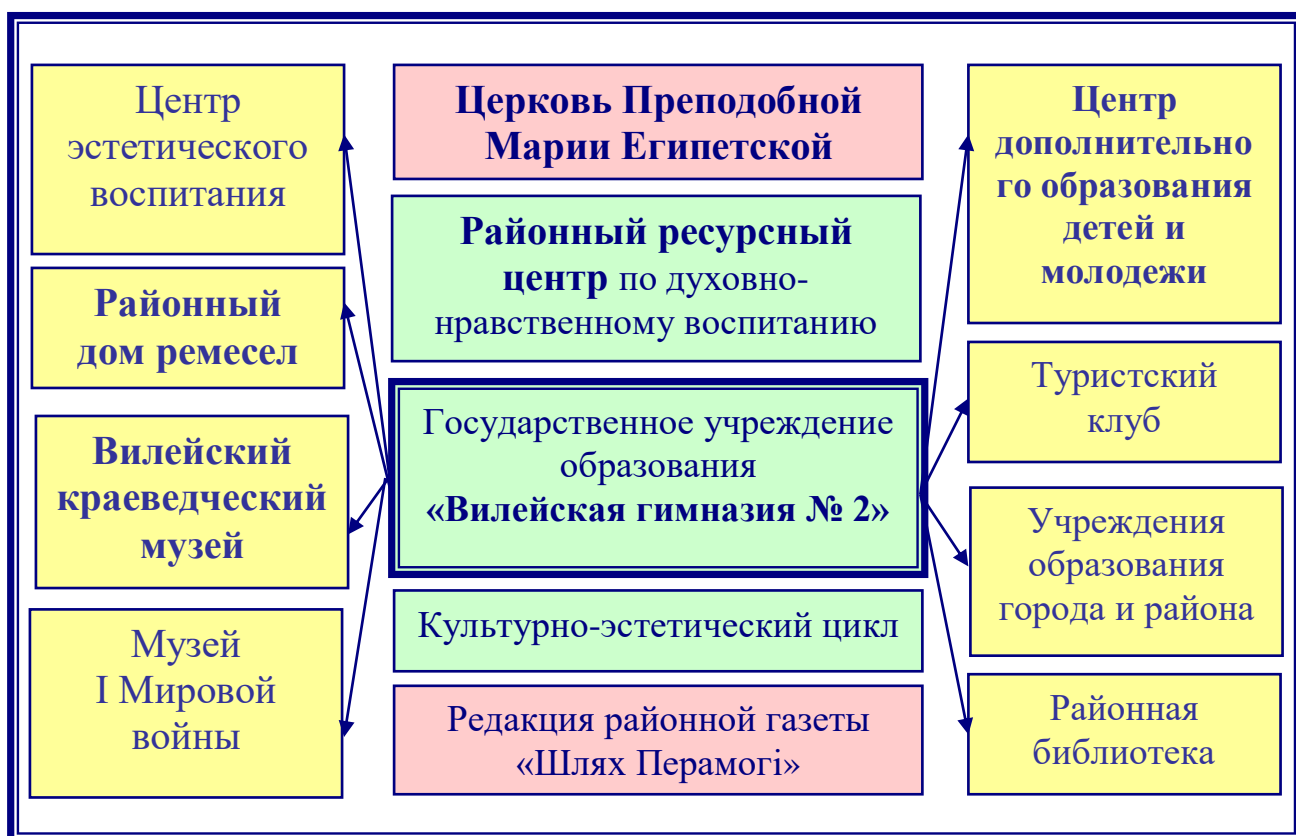 Центр
эстетического
воспитания
Районный
дом ремесел
Вилейский
краеведческий
музей
Музей
I Мировой
войны
Церковь Преподобной
Марии Египетской
Районный ресурсный
центр по духовно-
нравственному воспитанию
Государственное учреждение
образования
«Вилейская гимназия № 2»
Культурно-эстетический цикл
Редакция районной газеты
«Шлях Перамогі»
Центр
дополнительно
го образования
детей и
молодежи
Туристский
клуб
Учреждения
образования
города и района
Районная
библиотека